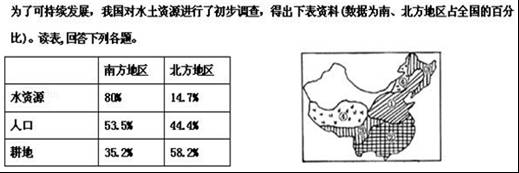 为了可持续发展，我国对水土资源进行了初步调查，得出下表资料(数据为南、北方地区占全国的百分
比)。读表，回答下列各题。
南方地区 北方地区
水资源 80% 14.7%
人口 53.5% 44.4%
耕地 35.2% 58.2%